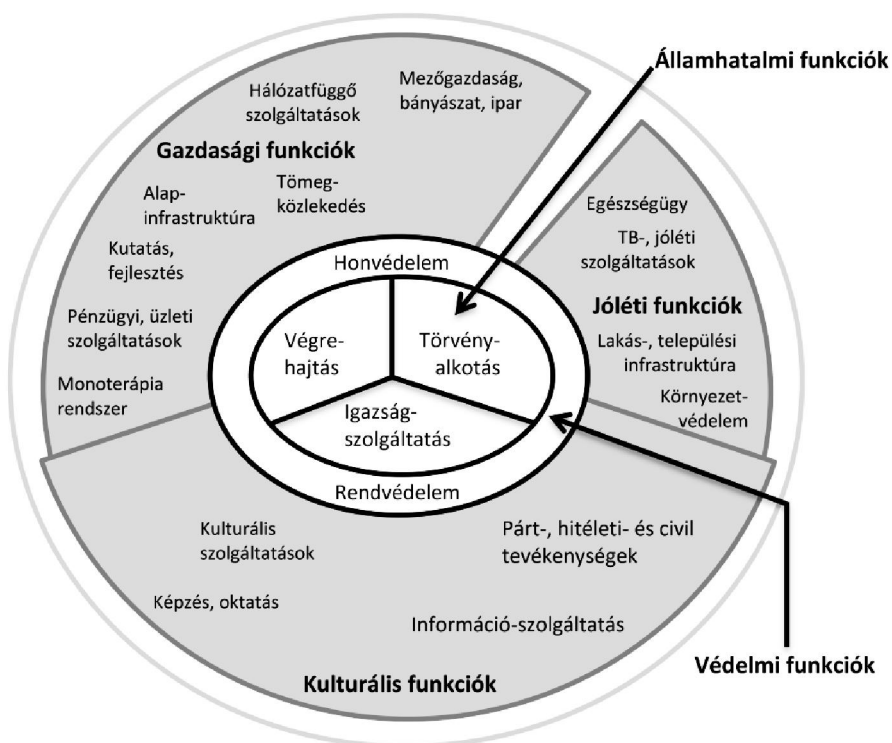 Államhatalmi funkciók
Hálózatfüggő
szolgáltatások
Mezőgazdaság,
bányászat, ipar
Gazdasági funkciók
Alap-
infrastruktúra
Tömeg-
közlekedés
Kutatás,
fejlesztés
Pénzügyi, üzleti
szolgáltatások
Monoterápia
rendszer
Egészségügy
TB-, jóléti
szolgáltatások
Jóléti funkciók
Lakás-, települési
infrastruktúra
Környezet-
védelem
Honvédelem
Végre-
hajtás
Törvény-
alkotás
Igazság-
szolgáltatás
Rendvédelem
Kulturális
szolgáltatások
Párt-, hitéleti- és civil
tevékenységek
Képzés, oktatás
Információ-szolgáltatás
Kulturális funkciók
Védelmi funkciók